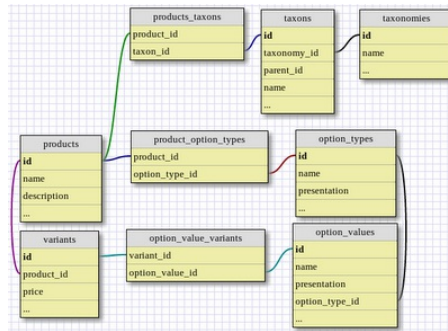 products_taxons
product_id
taxon_id
taxons
id
taxonomy_id
parent_id
name
...
taxonomies
id
name
...
products
id
name
description
...
product_option_types
product_id
option_type_id
option_types
id
name
presentation
...
variants
id
product_id
price
...
option_value_variants
variant_id
option_value_id
option_values
id
name
presentation
option_type_id
...